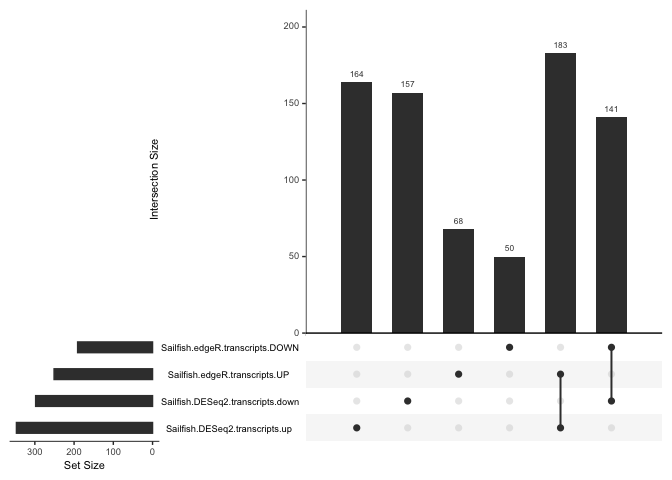 200
150
100
50
0
Intersection Size
164
157
68
50
183
141
Sailfish.edgeR.transcripts.DOWN
Sailfish.edgeR.transcripts.UP
Sailfish.DESeq2.transcripts.down
Sailfish.DESeq2.transcripts.up
300 200 100 0
Set Size